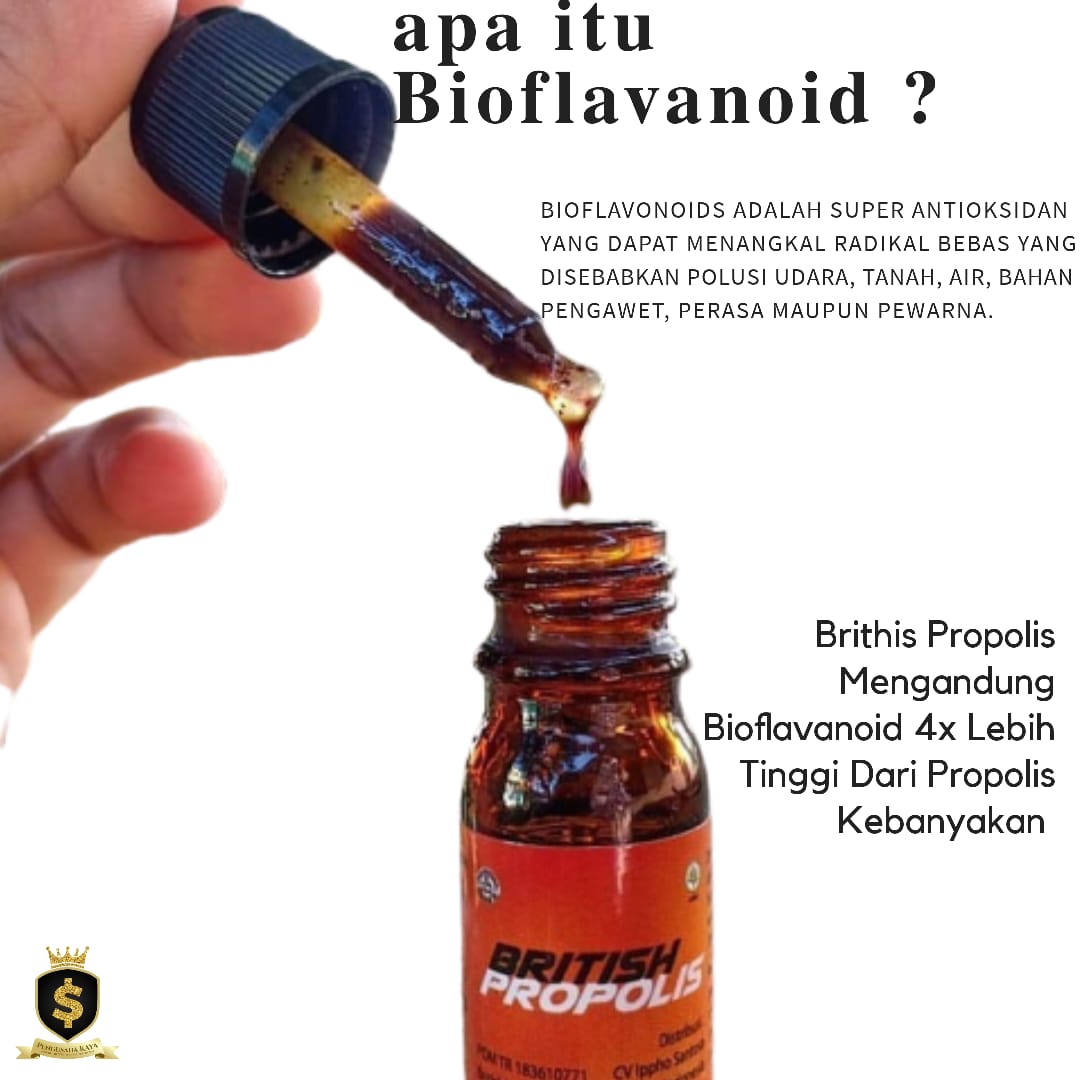 apa itu
Bioflavanoid ?
BIOFLAVONOIDS ADALAH SUPER ANTIOKSIDAN
YANG DAPAT MENANGKAL RADIKAL BEBAS YANG
DISEBABKAN POLUSI UDARA, TANAH, AIR, BAHAN
PENGAWET, PERASA MAUPUN PEWARNA.
Brithis Propolis
Mengandung
Bioflavanoid 4x Lebih
Tinggi Dari Propolis
Kebanyakan
BRITISH
PROPOLIS
POM TR 183610771
CV Ippho Santosa
$
PENGUSAHA KAYA